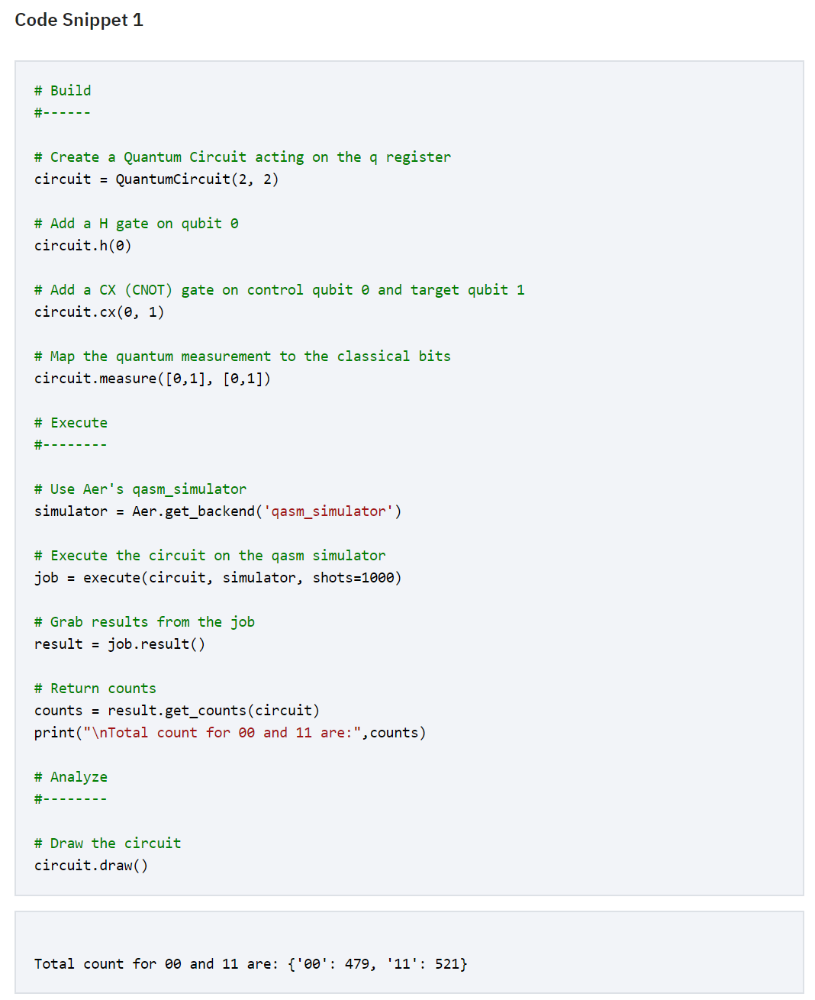 Code Snippet 1
# Build
#------
# Create a Quantum Circuit acting on the q register
circuit = QuantumCircuit(2, 2)
# Add a H gate on qubit 0
circuit.h(0)
# Add a CX (CNOT) gate on control qubit 0 and target qubit 1
circuit.cx(0, 1)
# Map the quantum measurement to the classical bits
circuit.measure([0,1], [0,1])
# Execute
#--------
# Use Aer's qasm_simulator
simulator = Aer.get_backend('qasm_simulator')
# Execute the circuit on the qasm simulator
job = execute(circuit, simulator, shots=1000)
# Grab results from the job
result = job.result()
# Return counts
counts = result.get_counts(circuit)
print("\nTotal count for 00 and 11 are:",counts)
# Analyze
#--------
# Draw the circuit
circuit.draw()
Total count for 00 and 11 are: {'00': 479, '11': 521}